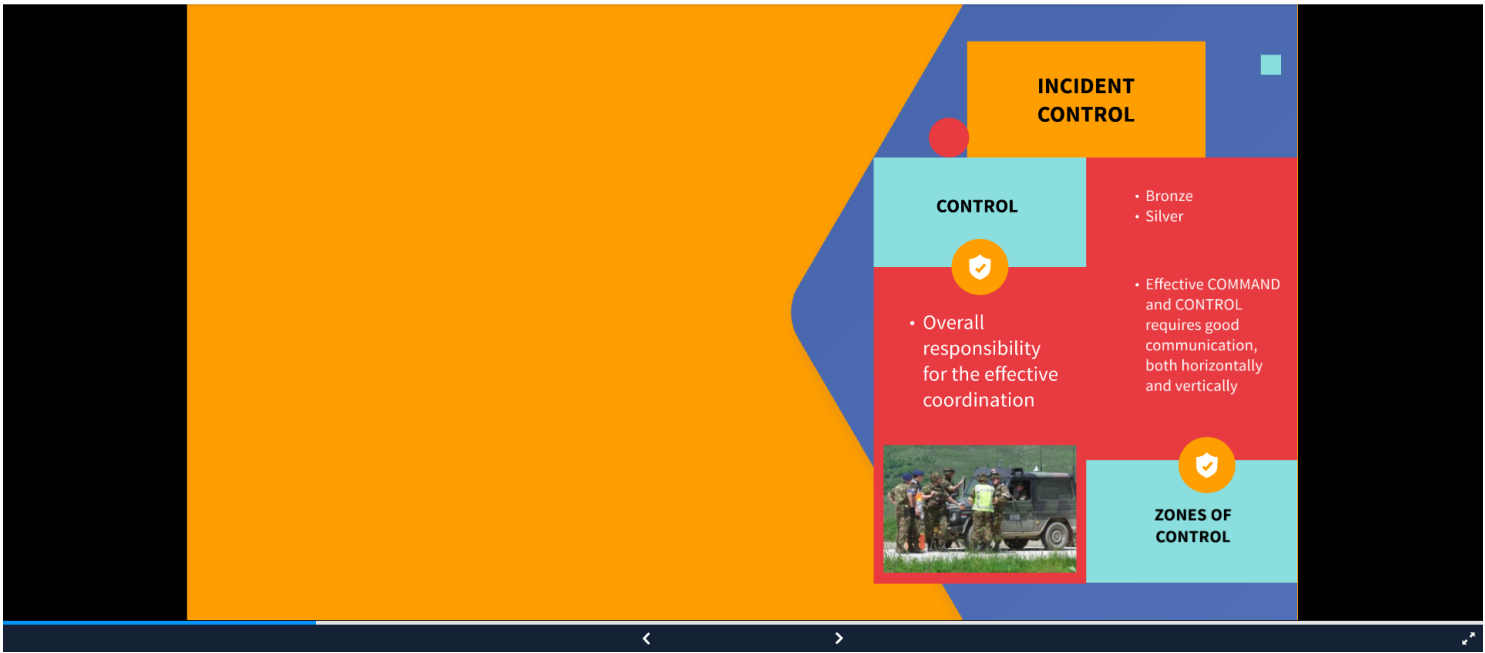 INCIDENT
CONTROL
CONTROL
• Overall
responsibility
for the effective
coordination
• Bronze
• Silver
• Effective COMMAND
and CONTROL
requires good
communication,
both horizontally
and vertically
ZONES OF
CONTROL